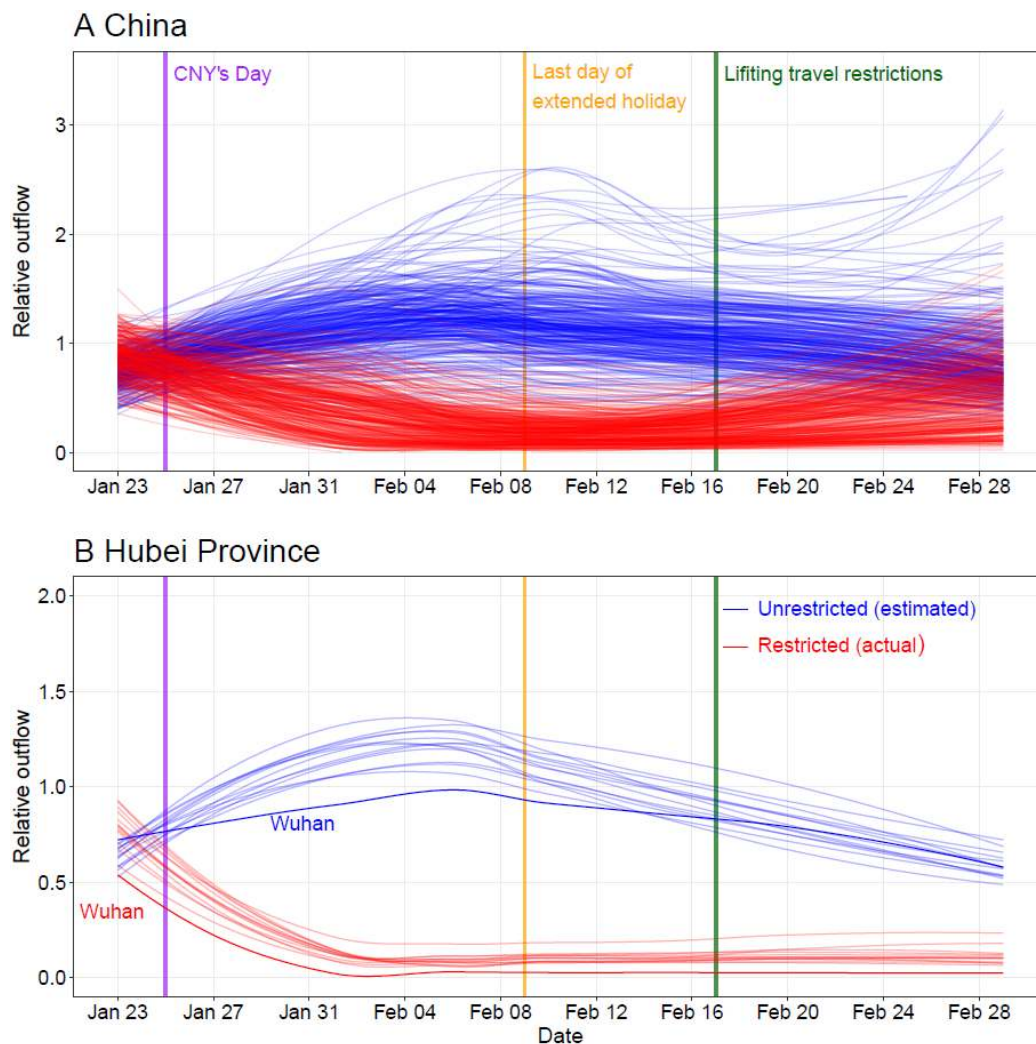 A China
CNY's Day
Last day of
extended holiday
Lifiting travel restrictions
Relative outflow
3
2
1
0
Jan 23 Jan 27 Jan 31 Feb 04 Feb 08 Feb 12 Feb 16 Feb 20 Feb 24 Feb 28
B Hubei Province
Unrestricted (estimated)
Restricted (actual)
Relative outflow
2.0
1.5
1.0
0.5
0.0
Wuhan
Wuhan
Jan 23 Jan 27 Jan 31 Feb 04 Feb 08 Feb 12 Feb 16 Feb 20 Feb 24 Feb 28
Date